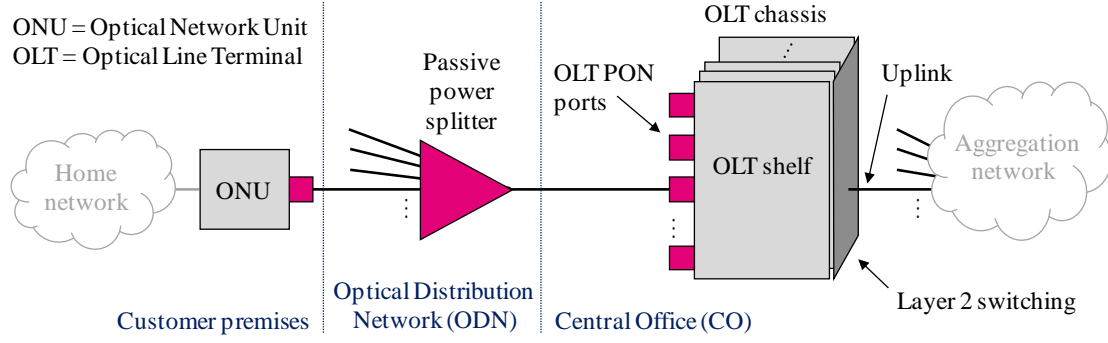 ONU = Optical Network Unit
OLT = Optical Line Terminal
OLT chassis
Passive
power
splitter
OLT PON
ports
Uplink
Home
network
ONU
OLT shelf
Aggregation
network
Layer 2 switching
Customer premises
Optical Distribution
Network (ODN)
Central Office (CO)